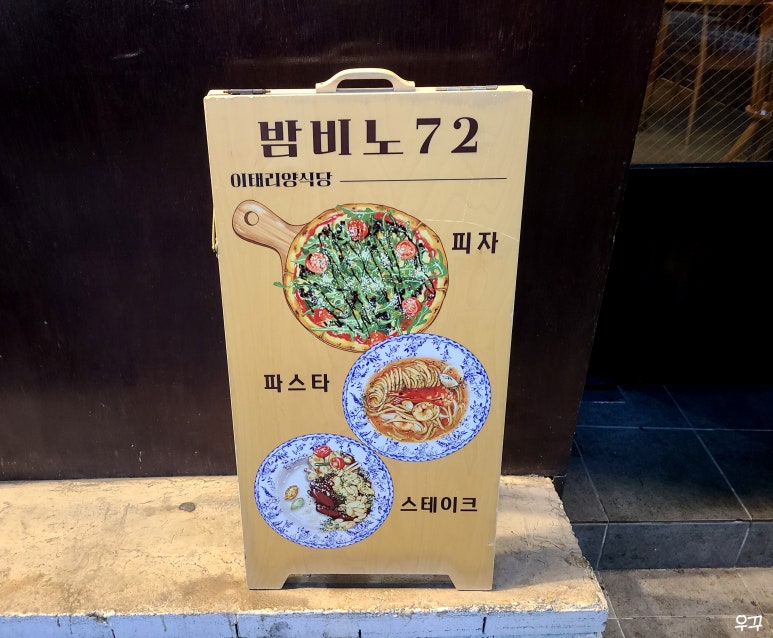 밤비노72
이태리양식당
피자
파스타
스테이크
우꾸